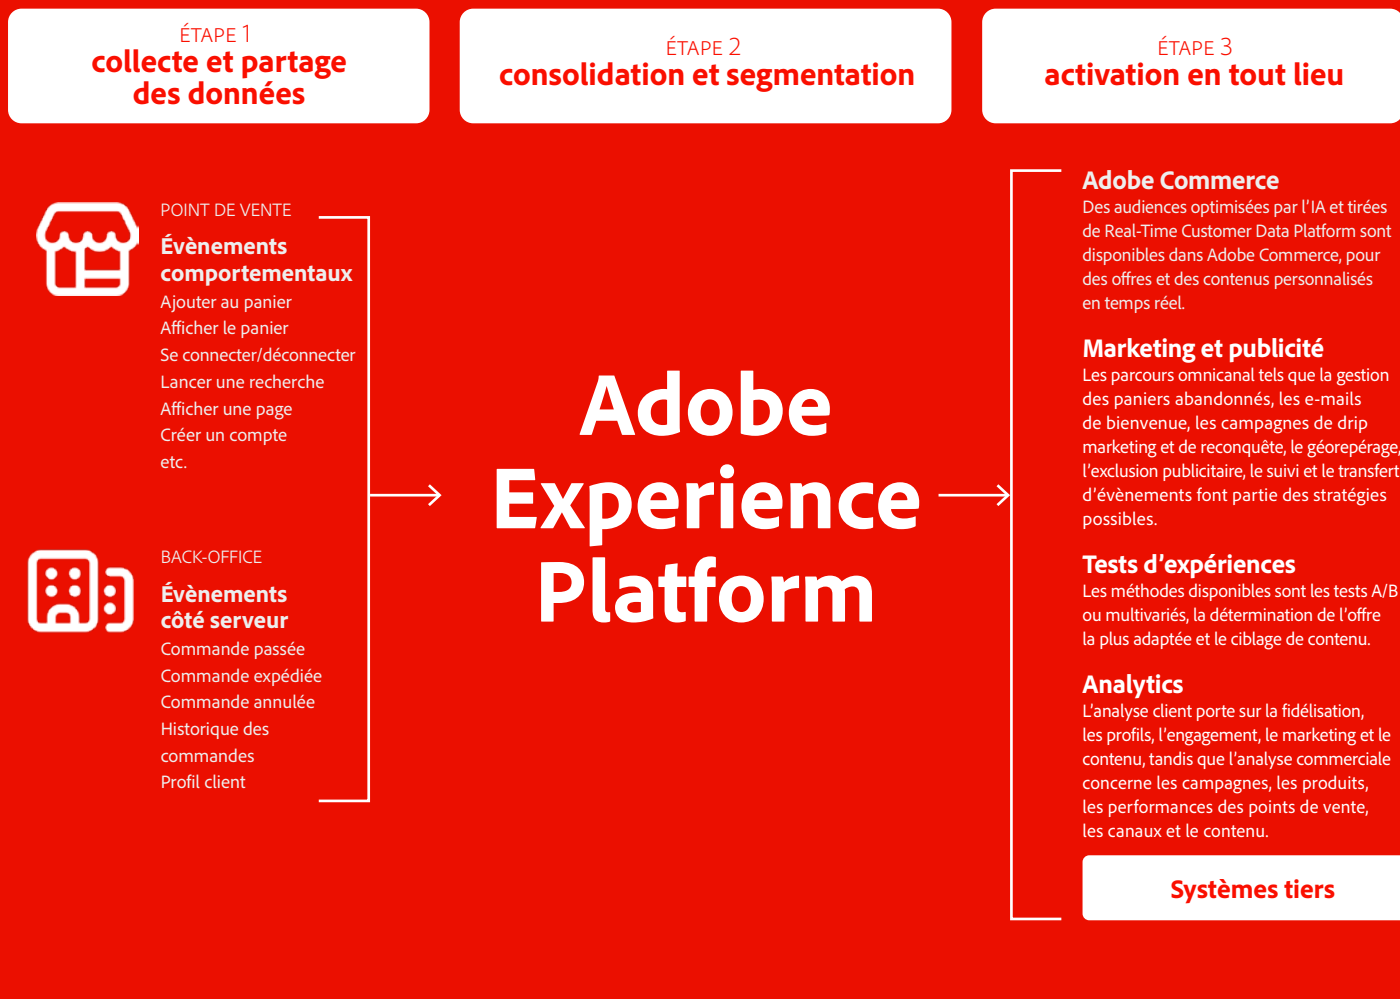 ÉTAPE 1
collecte et partage
des données
ÉTAPE 2
consolidation et segmentation
ÉTAPE 3
activation en tout lieu
POINT DE VENTE
Évènements
comportementaux
Ajouter au panier
Afficher le panier
Se connecter/déconnecter
Lancer une recherche
Afficher une page
Créer un compte
etc.
BACK-OFFICE
Évènements
côté serveur
Commande passée
Commande expédiée
Commande annulée
Historique des
commandes
Profil client
Adobe
Experience
Platform
Adobe Commerce
Des audiences optimisées par l'IA et tirées
de Real-Time Customer Data Platform sont
disponibles dans Adobe Commerce, pour
des offres et des contenus personnalisés
en temps réel.
Marketing et publicité
Les parcours omnicanal tels que la gestion
des paniers abandonnés, les e-mails
de bienvenue, les campagnes de drip
marketing et de reconquête, le géorepérage,
l'exclusion publicitaire, le suivi et le transfert
d'évènements font partie des stratégies
possibles.
Tests d'expériences
Les méthodes disponibles sont les tests A/B
ou multivariés, la détermination de l'offre
la plus adaptée et le ciblage de contenu.
Analytics
L'analyse client porte sur la fidélisation,
les profils, l'engagement, le marketing et le
contenu, tandis que l'analyse commerciale
concerne les campagnes, les produits,
les performances des points de vente,
les canaux et le contenu.
Systèmes tiers